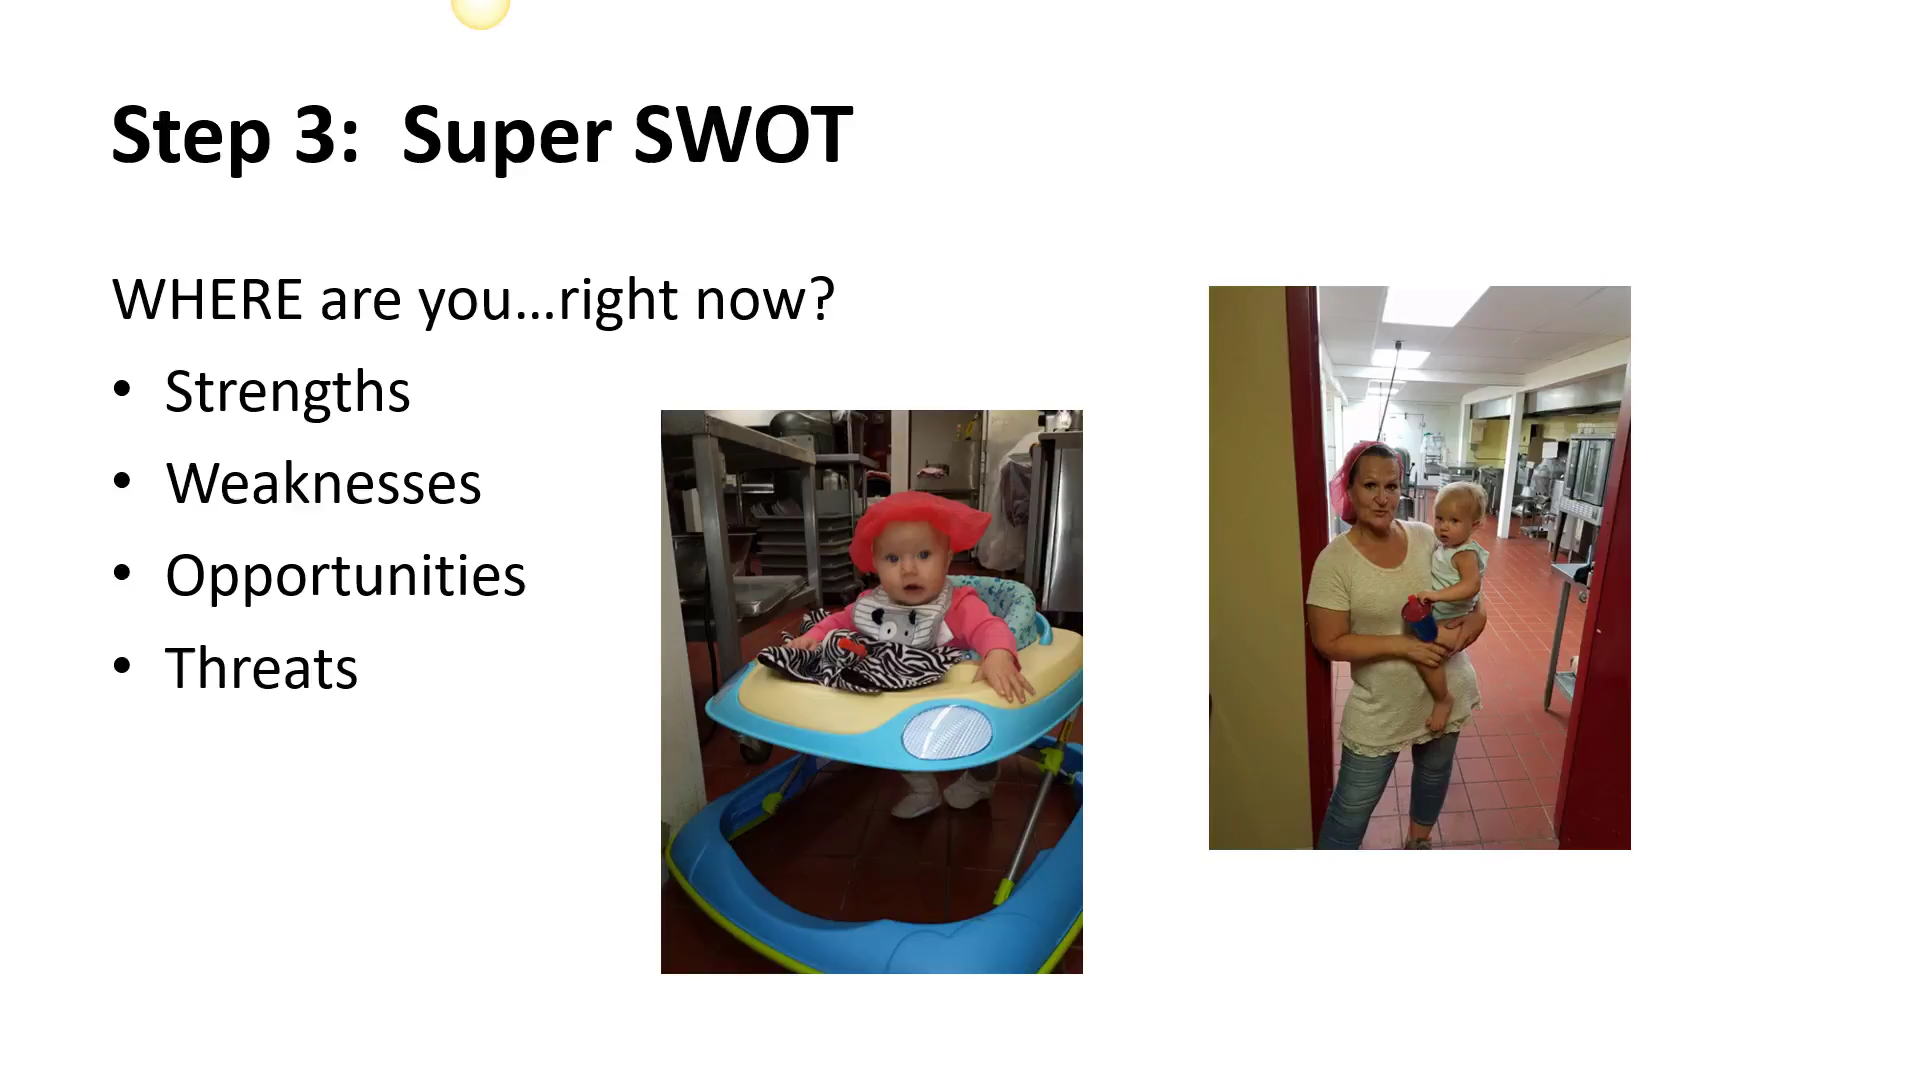 Step 3:  Super SWOT
WHERE are you...right now?
• Strengths
• Weaknesses
• Opportunities
• Threats